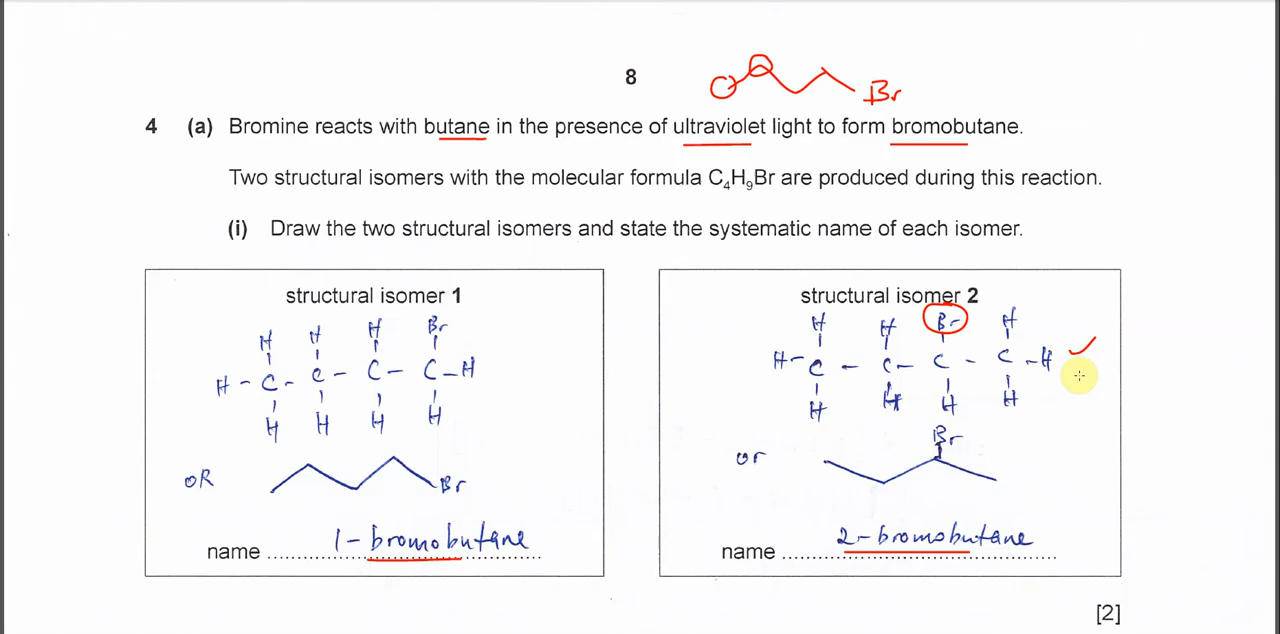 8
Br
4 (a) Bromine reacts with butane in the presence of ultraviolet light to form bromobutane.
Two structural isomers with the molecular formula C₄H₉Br are produced during this reaction.
(i) Draw the two structural isomers and state the systematic name of each isomer.
structural isomer 1
H H H Br
H - C - C - C - C - H
H H H H
OR
Br
name 1-bromobutane
structural isomer 2
H H Br H
H - C - C - C - C - H
H H H H
or
Br
name 2-bromobutane
[2]